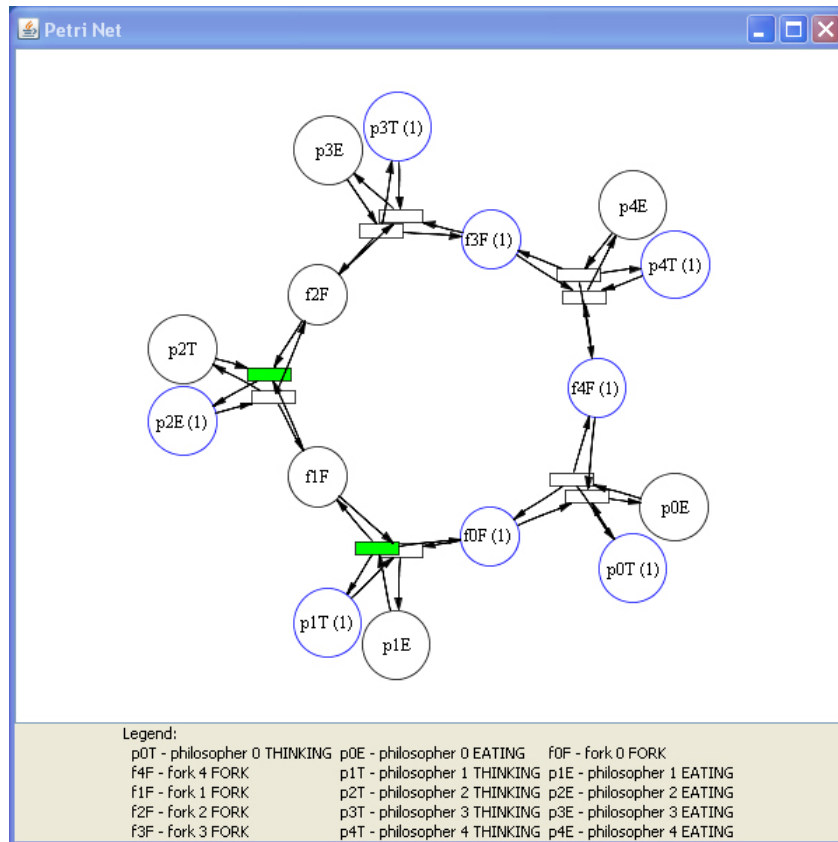 Petri Net
p3T (1)
p3E
p4E
f3F (1)
p4T (1)
f2F
p2T
f4F (1)
p2E (1)
f1F
p0E
f0F (1)
p0T (1)
p1T (1)
p1E
Legend:
p0T - philosopher 0 THINKING p0E - philosopher 0 EATING f0F - fork 0 FORK
f4F - fork 4 FORK p1T - philosopher 1 THINKING p1E - philosopher 1 EATING
f1F - fork 1 FORK p2T - philosopher 2 THINKING p2E - philosopher 2 EATING
f2F - fork 2 FORK p3T - philosopher 3 THINKING p3E - philosopher 3 EATING
f3F - fork 3 FORK p4T - philosopher 4 THINKING p4E - philosopher 4 EATING